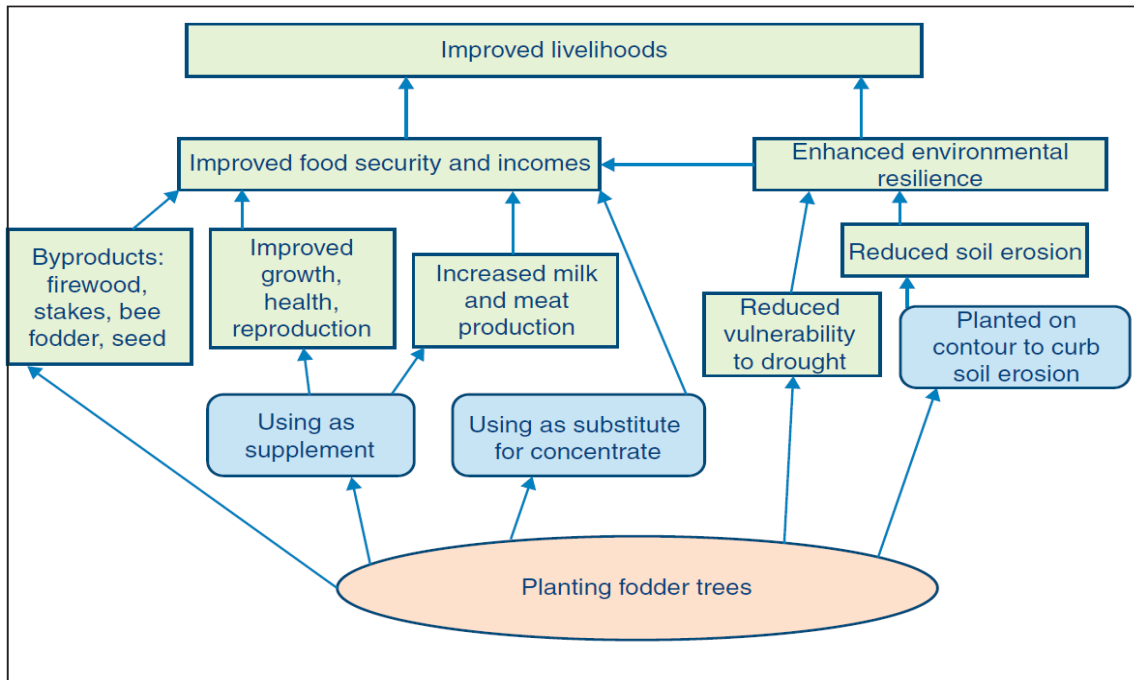 Improved livelihoods
Improved food security and incomes
Enhanced environmental
resilience
Byproducts:
firewood,
stakes, bee
fodder, seed
Improved
growth,
health,
reproduction
Increased milk
and meat
production
Reduced
vulnerability
to drought
Reduced soil erosion
Planted on
contour to curb
soil erosion
Using as
supplement
Using as substitute
for concentrate
Planting fodder trees